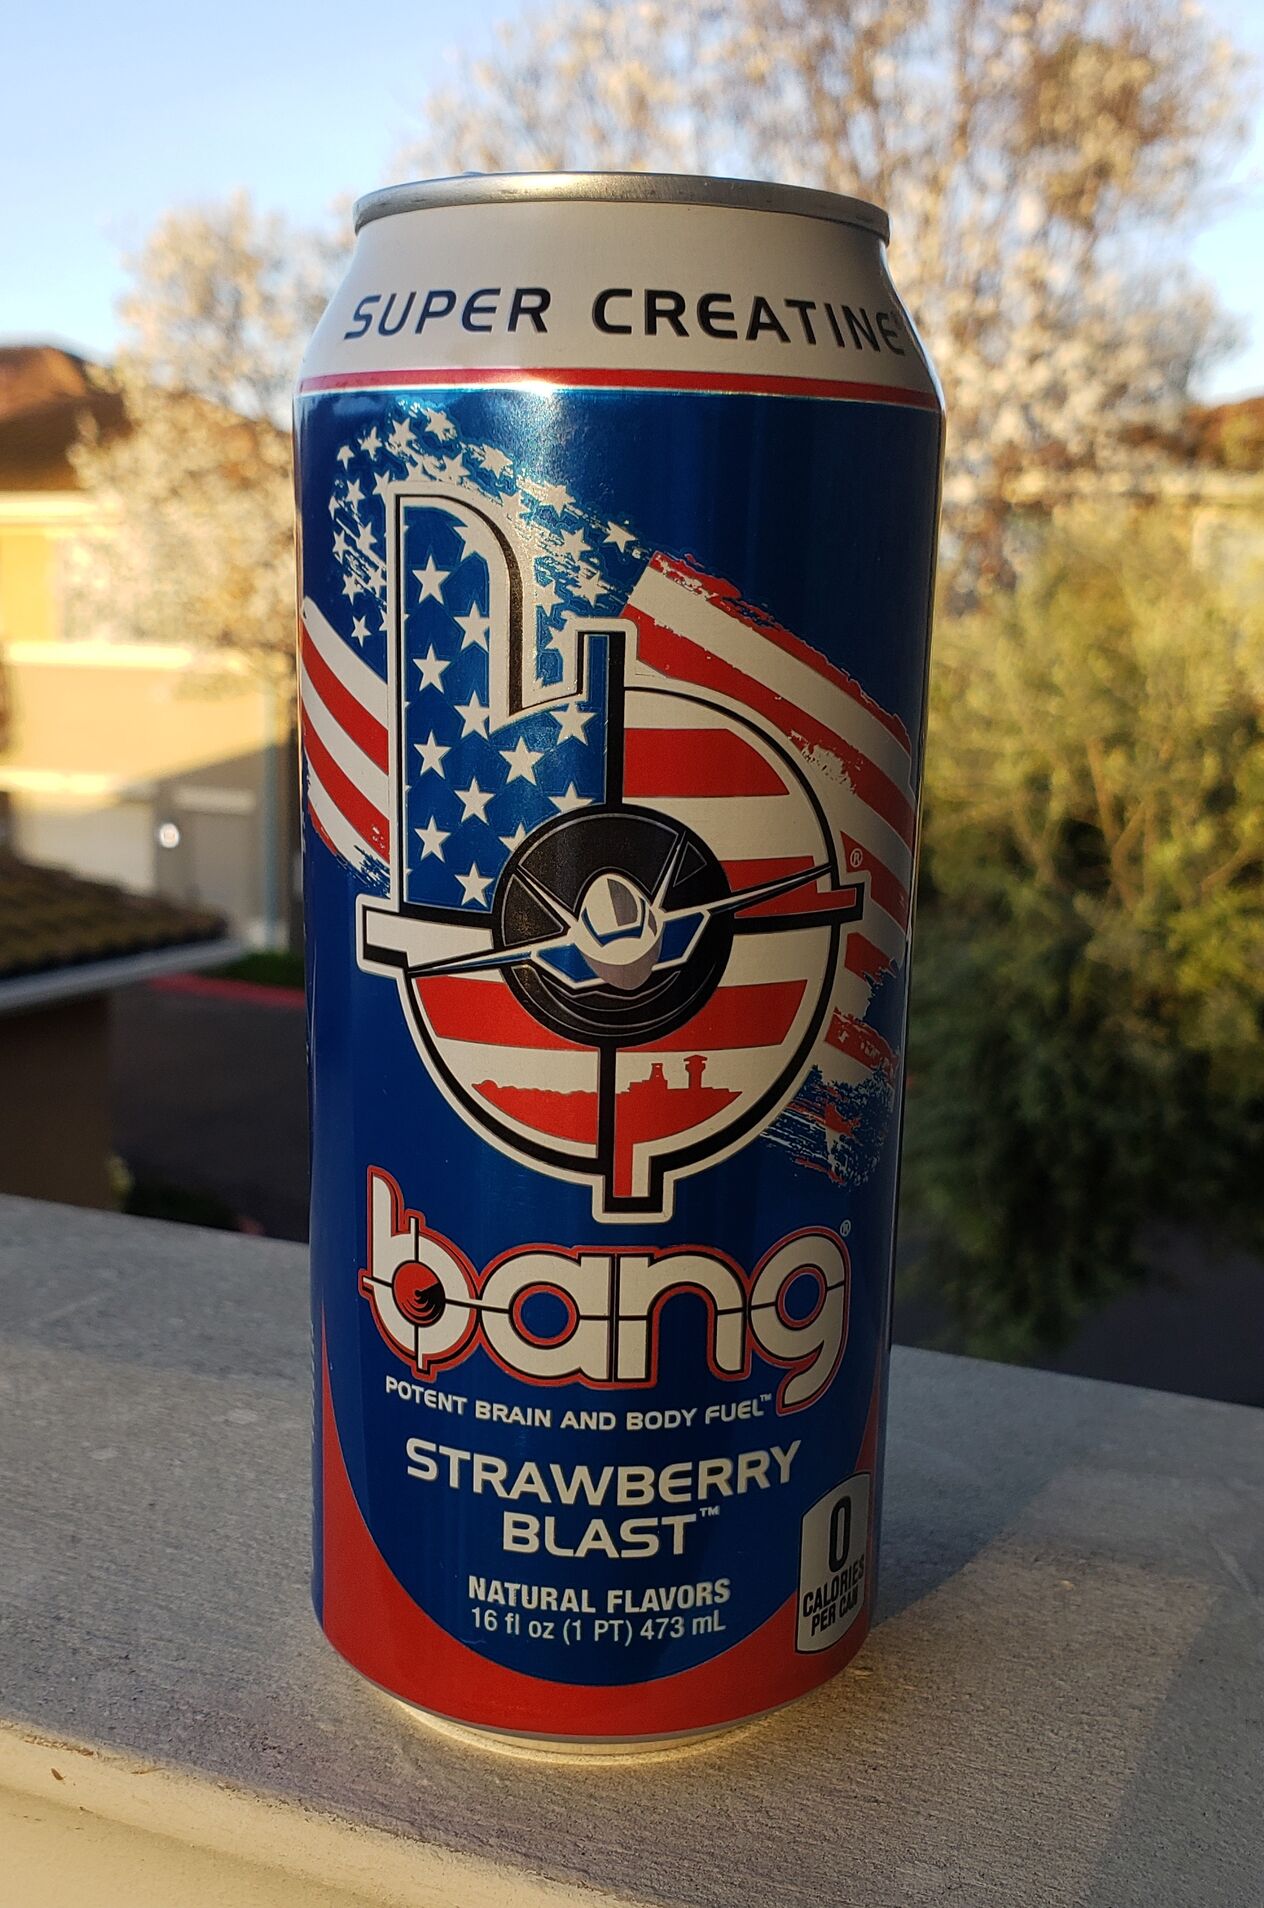 SUPER CREATINE®
®
bang®
POTENT BRAIN AND BODY FUEL™
STRAWBERRY
BLAST™
NATURAL FLAVORS
16 fl oz (1 PT) 473 mL
0
CALORIES
PER CAN